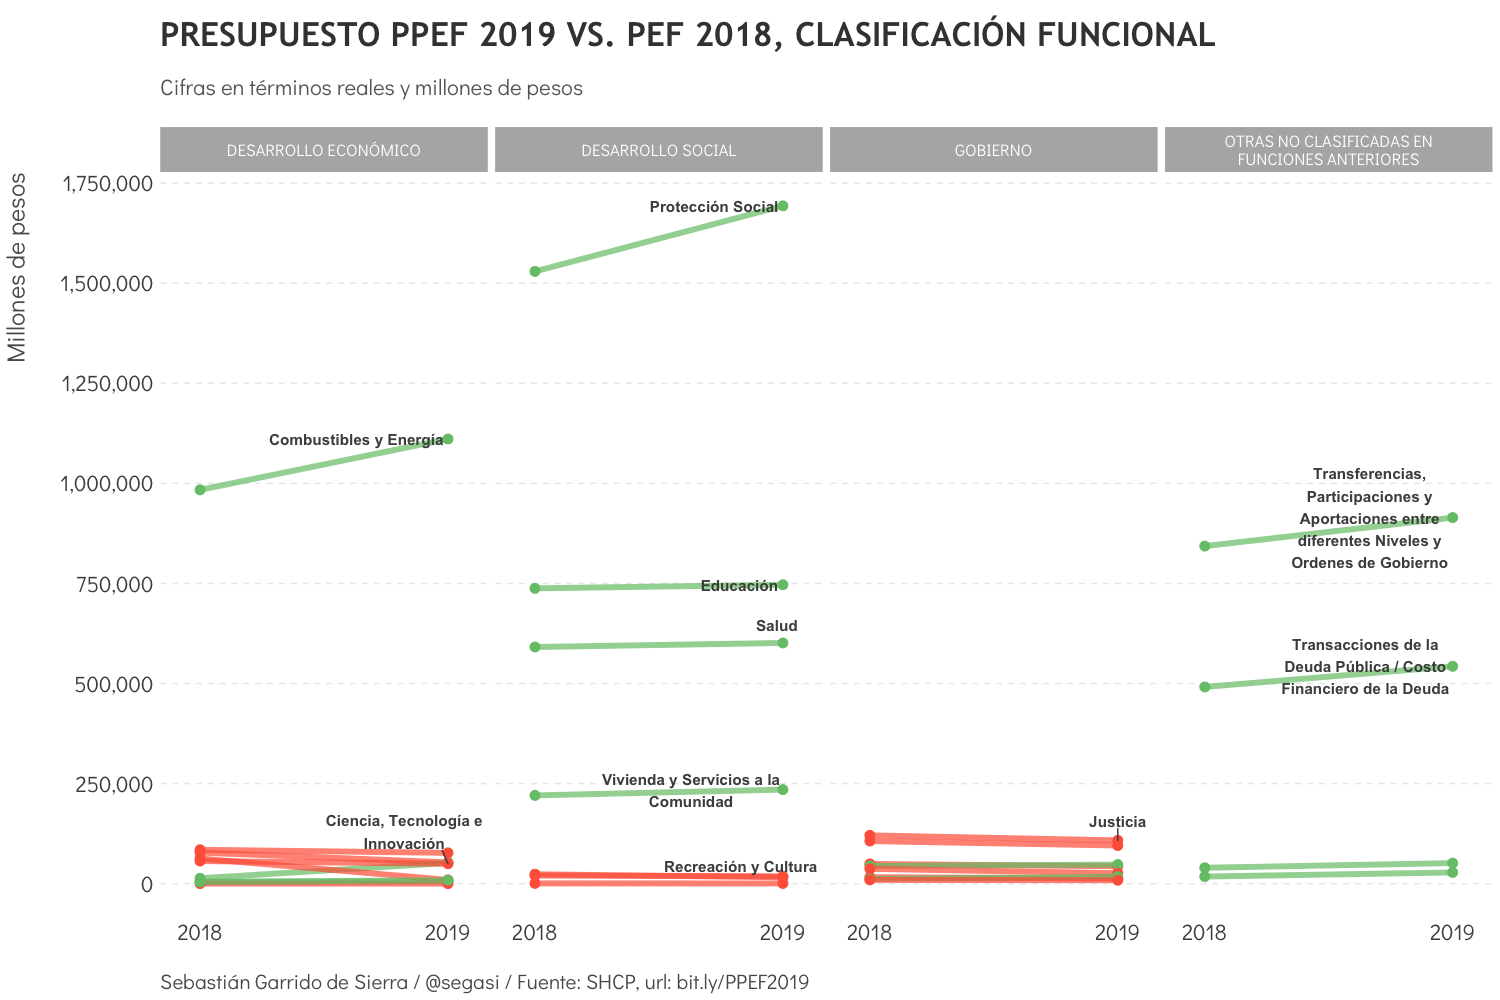 PRESUPUESTO PPEF 2019 VS. PEF 2018, CLASIFICACIÓN FUNCIONAL
Cifras en términos reales y millones de pesos
DESARROLLO ECONÓMICO
DESARROLLO SOCIAL
GOBIERNO
OTRAS NO CLASIFICADAS EN
FUNCIONES ANTERIORES
Millones de pesos
1,750,000
1,500,000
1,250,000
1,000,000
750,000
500,000
250,000
0
Combustibles y Energía
Ciencia, Tecnología e
Innovación
Protección Social
Educación
Salud
Vivienda y Servicios a la
Comunidad
Recreación y Cultura
Justicia
Transferencias,
Participaciones y
Aportaciones entre
diferentes Niveles y
Ordenes de Gobierno
Transacciones de la
Deuda Pública / Costo
Financiero de la Deuda
2018
2019
2018
2019
2018
2019
2018
2019
Sebastián Garrido de Sierra / @segasi / Fuente: SHCP, url: bit.ly/PPEF2019